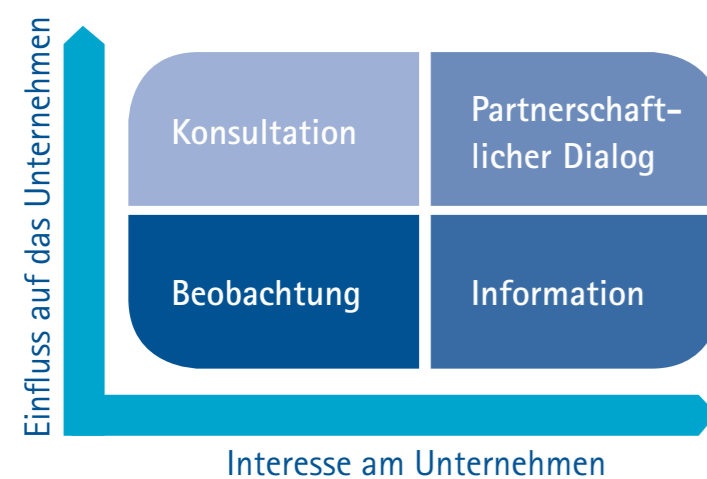 Einfluss auf das Unternehmen
Konsultation
Partnerschaft-
licher Dialog
Beobachtung
Information
Interesse am Unternehmen